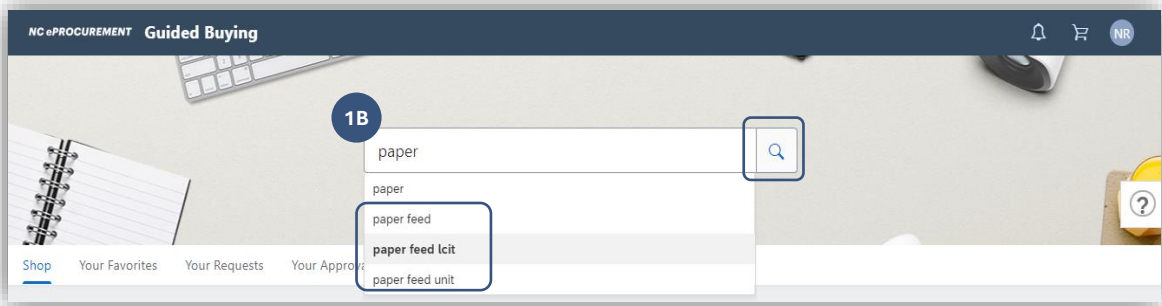 NC ePROCUREMENT Guided Buying
NR
1B
paper
paper
paper feed
?
paper feed lcit
Shop Your Favorites Your Requests Your Approva
paper feed unit